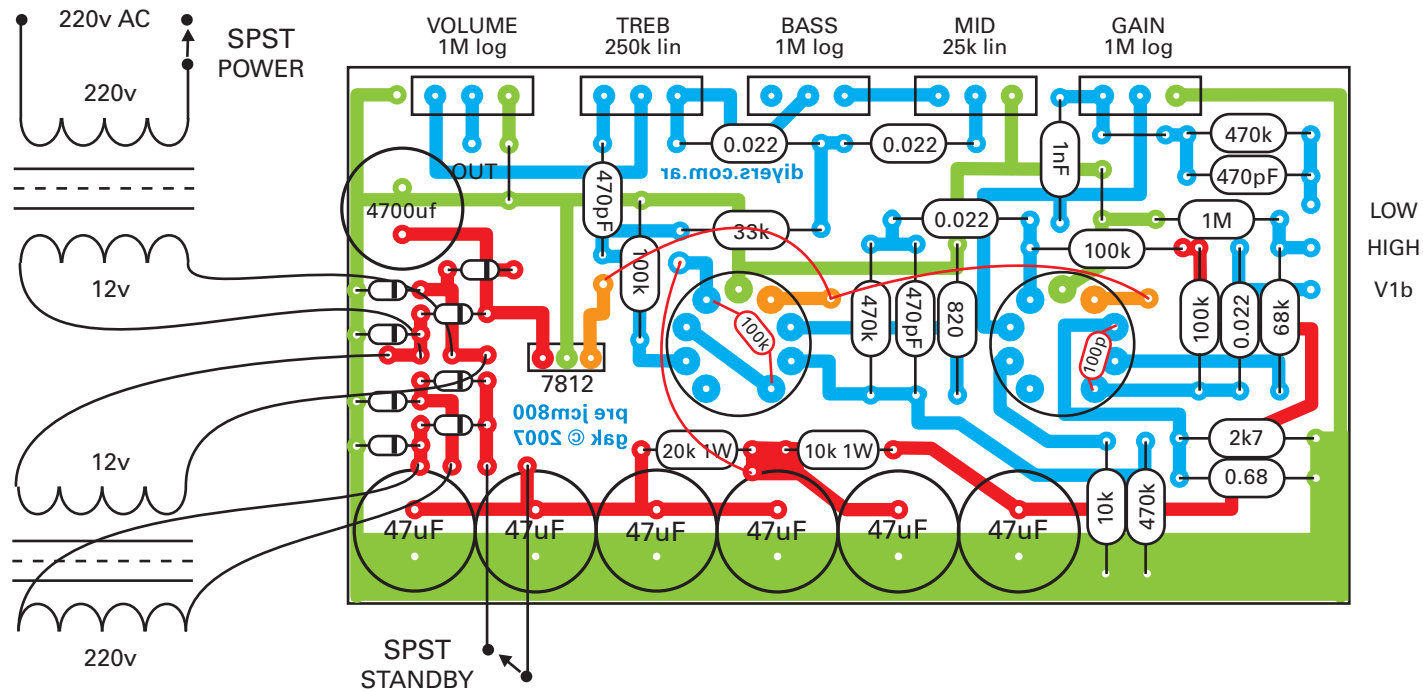 220v AC
SPST
POWER
220v
12v
12v
220v
SPST
STANDBY
VOLUME
1M log
TREB
250k lin
BASS
1M log
MID
25k lin
GAIN
1M log
OUT
4700uf
470pF
0.022
0.022
diyers.com.ar
1nF
470k
470pF
33k
0.022
1M
100k
100k
100k
470k
470pF
820
100p
100k
0.022
68k
LOW
HIGH
V1b
7812
pre jcm800
gak © 2007
20k 1W
10k 1W
2k7
0.68
10k
470k
47uF
47uF
47uF
47uF
47uF
47uF